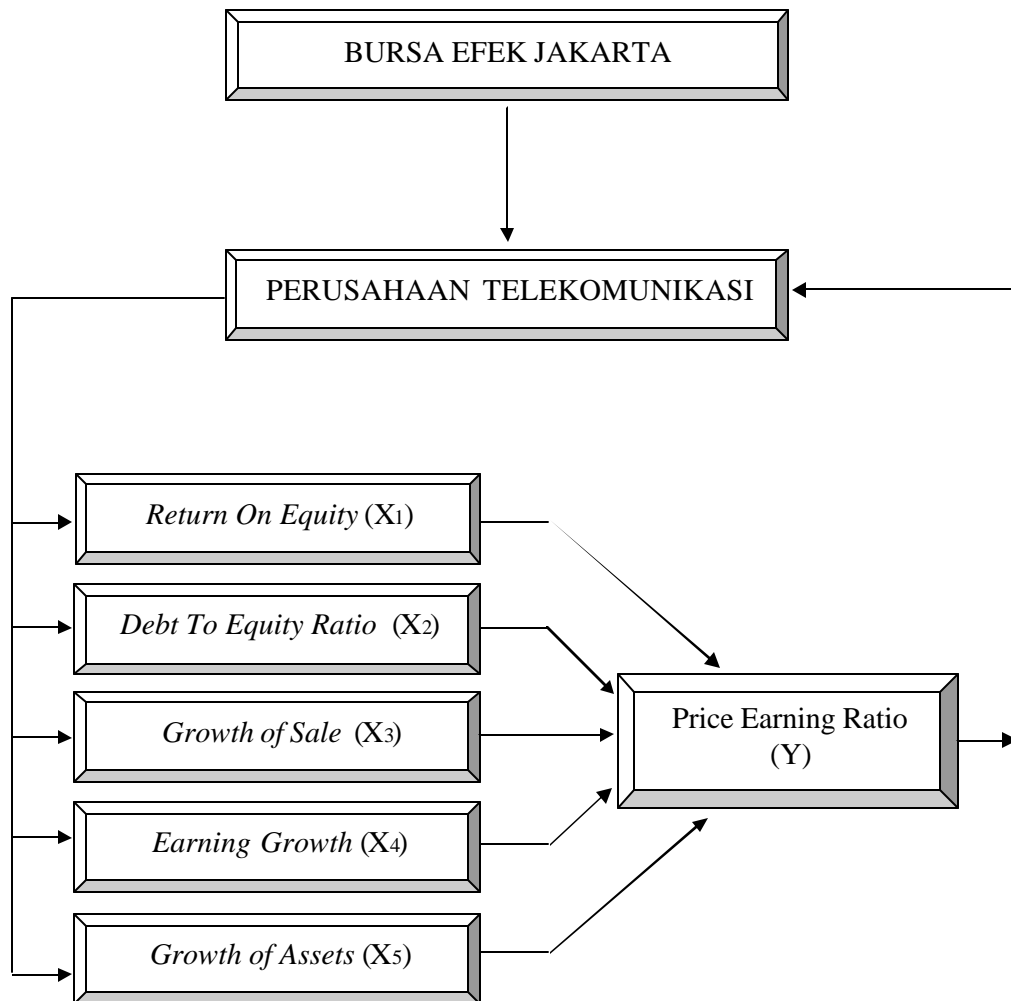 BURSA EFEK JAKARTA
PERUSAHAAN TELEKOMUNIKASI
Return On Equity (X1)
Debt To Equity Ratio (X2)
Growth of Sale (X3)
Price Earning Ratio
(Y)
Earning Growth (X4)
Growth of Assets (X5)